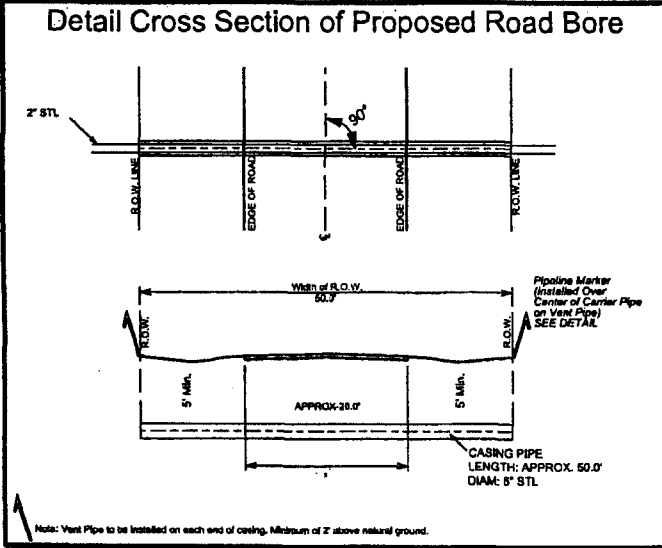 Detail Cross Section of Proposed Road Bore
2" STL
90°
R.O.W. LINE
EDGE OF ROAD
EDGE OF ROAD
R.O.W. LINE
Width of R.O.W.
50.0'
Pipeline Marker
(Installed Over
Center of Carrier Pipe
on Vent Pipe)
SEE DETAIL
R.O.W.
R.O.W.
5' Min.
APPROX-20.0'
5' Min.
CASING PIPE
LENGTH: APPROX. 50.0'
DIAM: STL
Note: Vent Pipe to be installed on each end of casing. Minimum of 2' above natural ground.